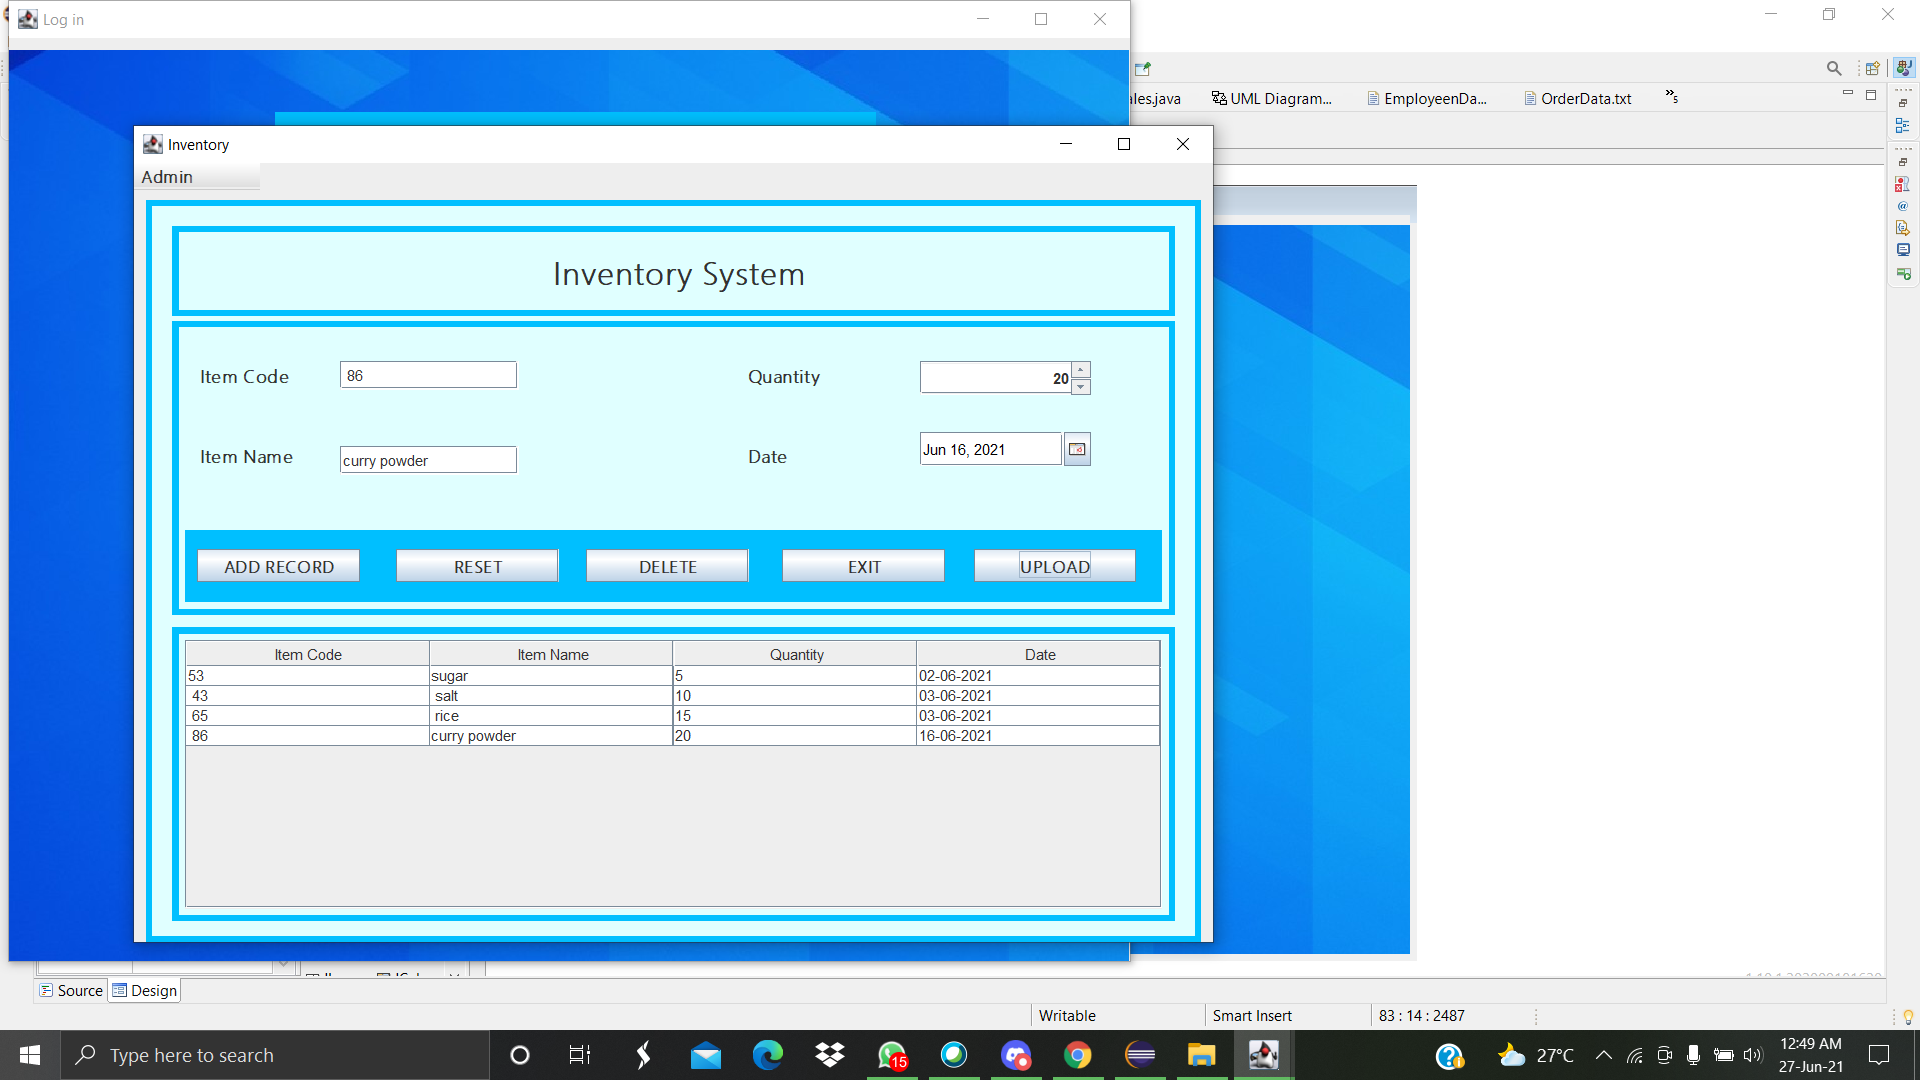 Log in
ales.java
UML Diagram...
EmployeenDa...
OrderData.txt
»5
Inventory
Admin
Inventory System
Item Code
86
Quantity
20
Item Name
curry powder
Date
Jun 16, 2021
ADD RECORD
RESET
DELETE
EXIT
UPLOAD
Item Code Item Name Quantity Date
53 sugar 5 02-06-2021
43 salt 10 03-06-2021
65 rice 15 03-06-2021
86 curry powder 20 16-06-2021
Source
Design
Writable
Smart Insert
83 : 14 : 2487
Type here to search
15
27°C
12:49 AM
27-Jun-21